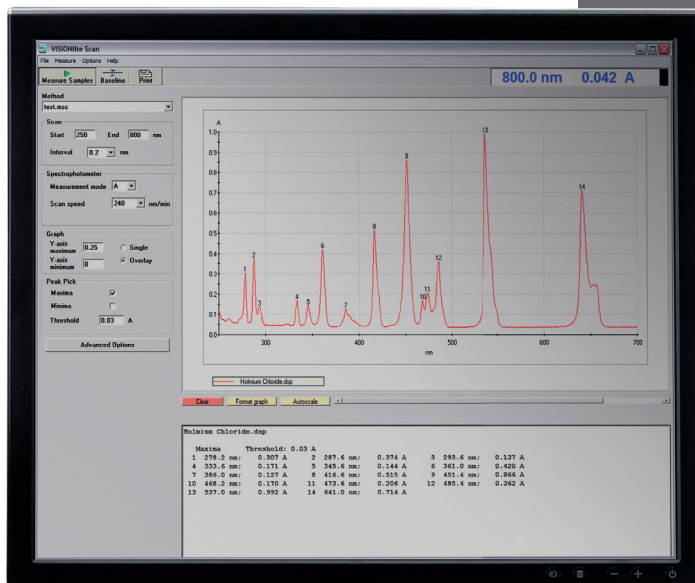 VISIONlite Scan
File Measure Options Help
Measure Samples Baseline Print
800.0 nm 0.042 A
Method
test.msc
Scan
Start 250 End 800 nm
Interval 0.2 nm
Spectrophotometer
Measurement mode A
Scan speed 240 nm/min
Graph
Y-axis maximum 0.25 Single
Y-axis minimum 0 Overlay
Peak Pick
Maxima
Minima
Threshold 0.03 A
Advanced Options
A
1.0
0.9
0.8
0.7
0.6
0.5
0.4
0.3
0.2
0.1
0.0
1 2 3 4 5 6 7 8 9 10 11 12 13 14
300 400 500 600 700
nm
Holmium Chloride.dsp
Clear Format graph Autoscale
Holmium Chloride.dsp
Maxima Threshold: 0.03 A
1 278.2 nm; 0.307 A 2 287.6 nm; 0.374 A 3 293.6 nm; 0.137 A
4 333.6 nm; 0.171 A 5 345.6 nm; 0.144 A 6 361.0 nm; 0.420 A
7 386.0 nm; 0.127 A 8 416.6 nm; 0.515 A 9 451.4 nm; 0.866 A
10 468.2 nm; 0.170 A 11 473.6 nm; 0.206 A 12 485.4 nm; 0.362 A
13 537.0 nm; 0.992 A 14 641.0 nm; 0.714 A